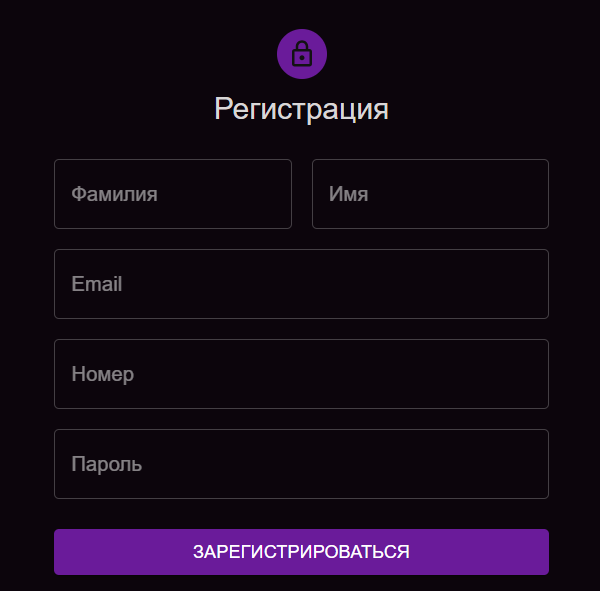 Регистрация
Фамилия Имя
Email
Номер
Пароль
ЗАРЕГИСТРИРОВАТЬСЯ